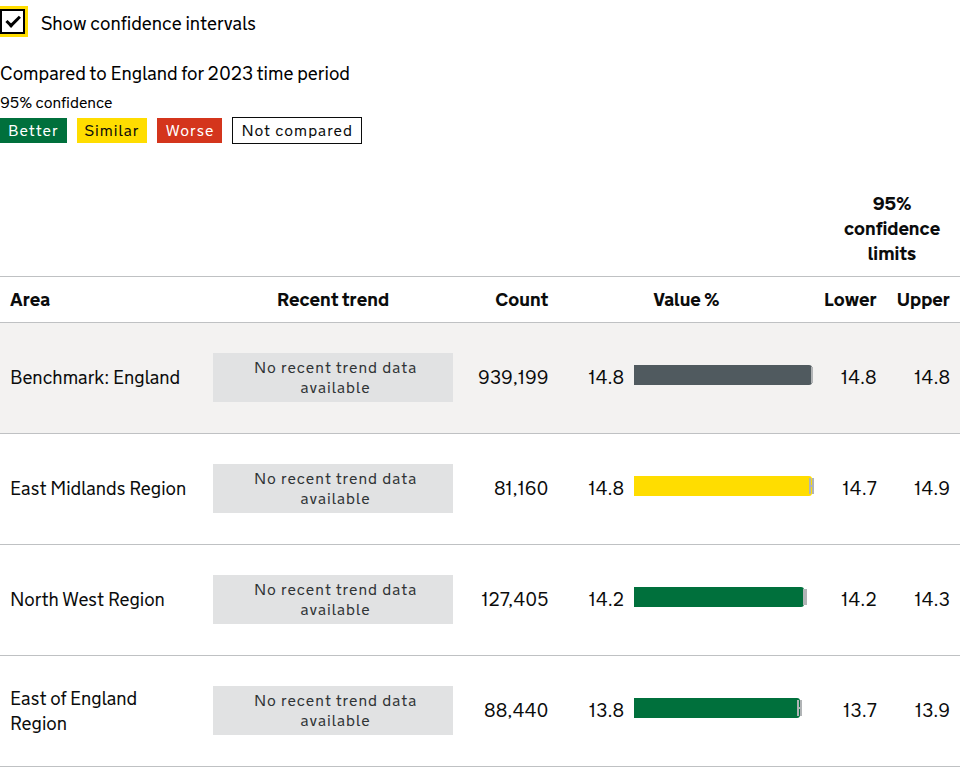 Show confidence intervals
Compared to England for 2023 time period
95% confidence
Better Similar Worse Not compared
95%
confidence
limits
Area Recent trend Count Value % Lower Upper
Benchmark: England No recent trend data available 939,199 14.8 14.8 14.8
East Midlands Region No recent trend data available 81,160 14.8 14.7 14.9
North West Region No recent trend data available 127,405 14.2 14.2 14.3
East of England Region No recent trend data available 88,440 13.8 13.7 13.9